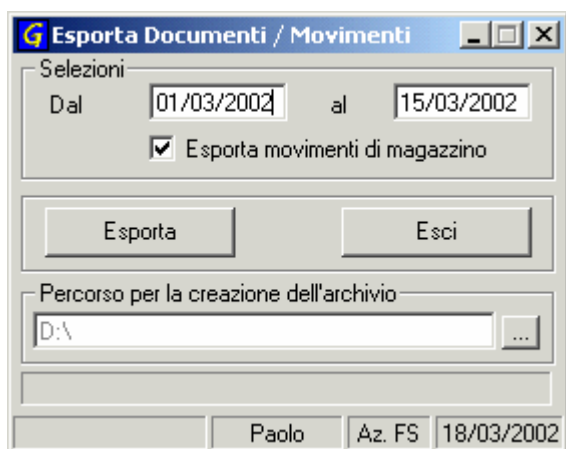 G Esporta Documenti / Movimenti
Selezioni
Dal 01/03/2002 al 15/03/2002
Esporta movimenti di magazzino
Esporta Esci
Percorso per la creazione dell'archivio
D:\ ...
Paolo Az. FS 18/03/2002